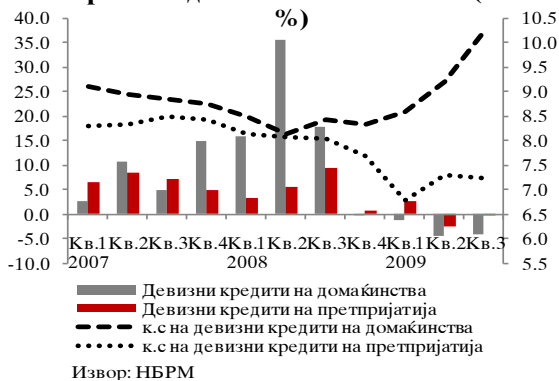 %)
40.0 10.5
35.0 10.0
30.0 9.5
25.0 9.0
20.0 8.5
15.0 8.0
10.0 7.5
5.0 7.0
0.0 6.5
-5.0 6.0
-10.0 5.5
Кв.1 Кв.2 Кв.3 Кв.4 Кв.1 Кв.2 Кв.3 Кв.4 Кв.1 Кв.2 Кв.3
2007 2008 2009
Девизни кредити на домаќинства
Девизни кредити на претпријатија
к.с на девизни кредити на домаќинства
к.с на девизни кредити на претпријатија
Извор: НБРМ